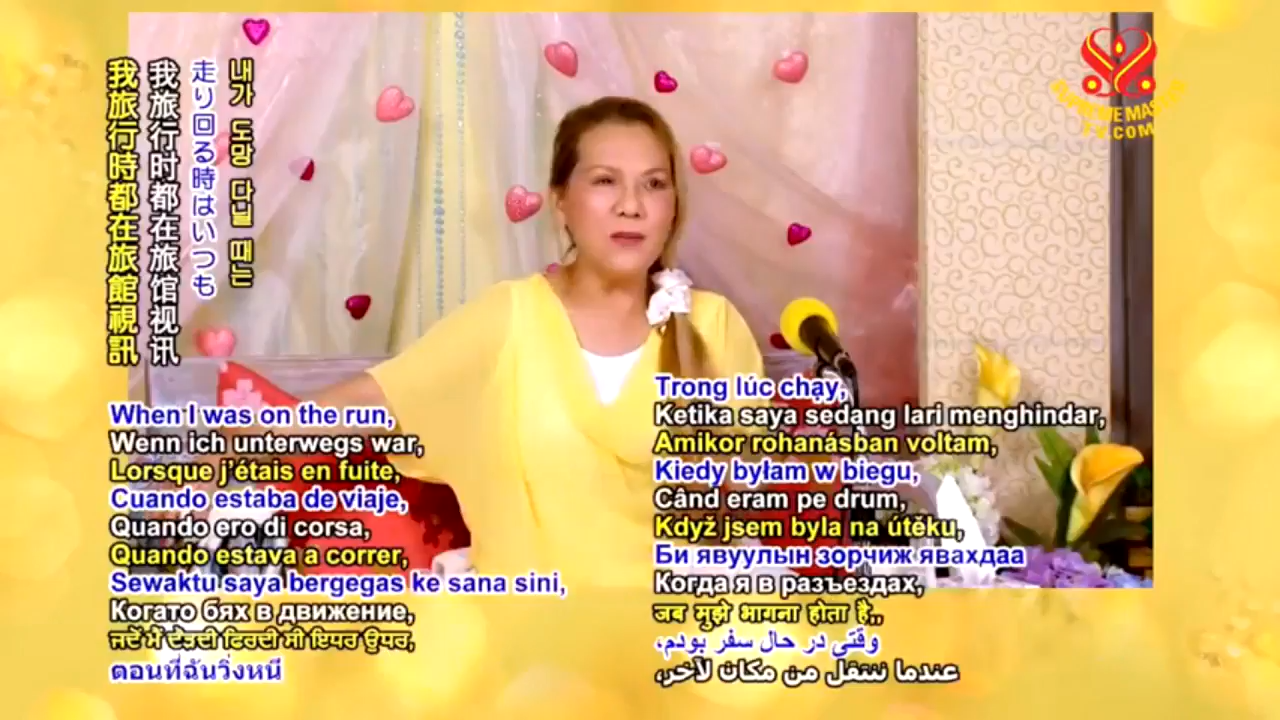 我旅行時都在旅館視訊
我旅行时都在旅馆视讯
走り回る時はいつも
내가 도망 다닐 때는
SUPREME MASTER
TV.COM
When I was on the run,
Wenn ich unterwegs war,
Lorsque j’étais en fuite,
Cuando estaba de viaje,
Quando ero di corsa,
Quando estava a correr,
Sewaktu saya bergegas ke sana sini,
Когато бях в движение,
ਜਦੋਂ ਮੈਂ ਦੌੜਦੀ ਫਿਰਦੀ ਸੀ ਇਧਰ ਉਧਰ,
ตอนที่ฉันวิ่งหนี
Trong lúc chạy,
Ketika saya sedang lari menghindar,
Amikor rohanásban voltam,
Kiedy byłam w biegu,
Când eram pe drum,
Když jsem byla na útěku,
Би явуулын зорчиж явахдаа
Когда я в разъездах,
जब मुझे भागना होता है..
وقتی در حال سفر بودم،
عندما نتنقل من مكان لآخر،